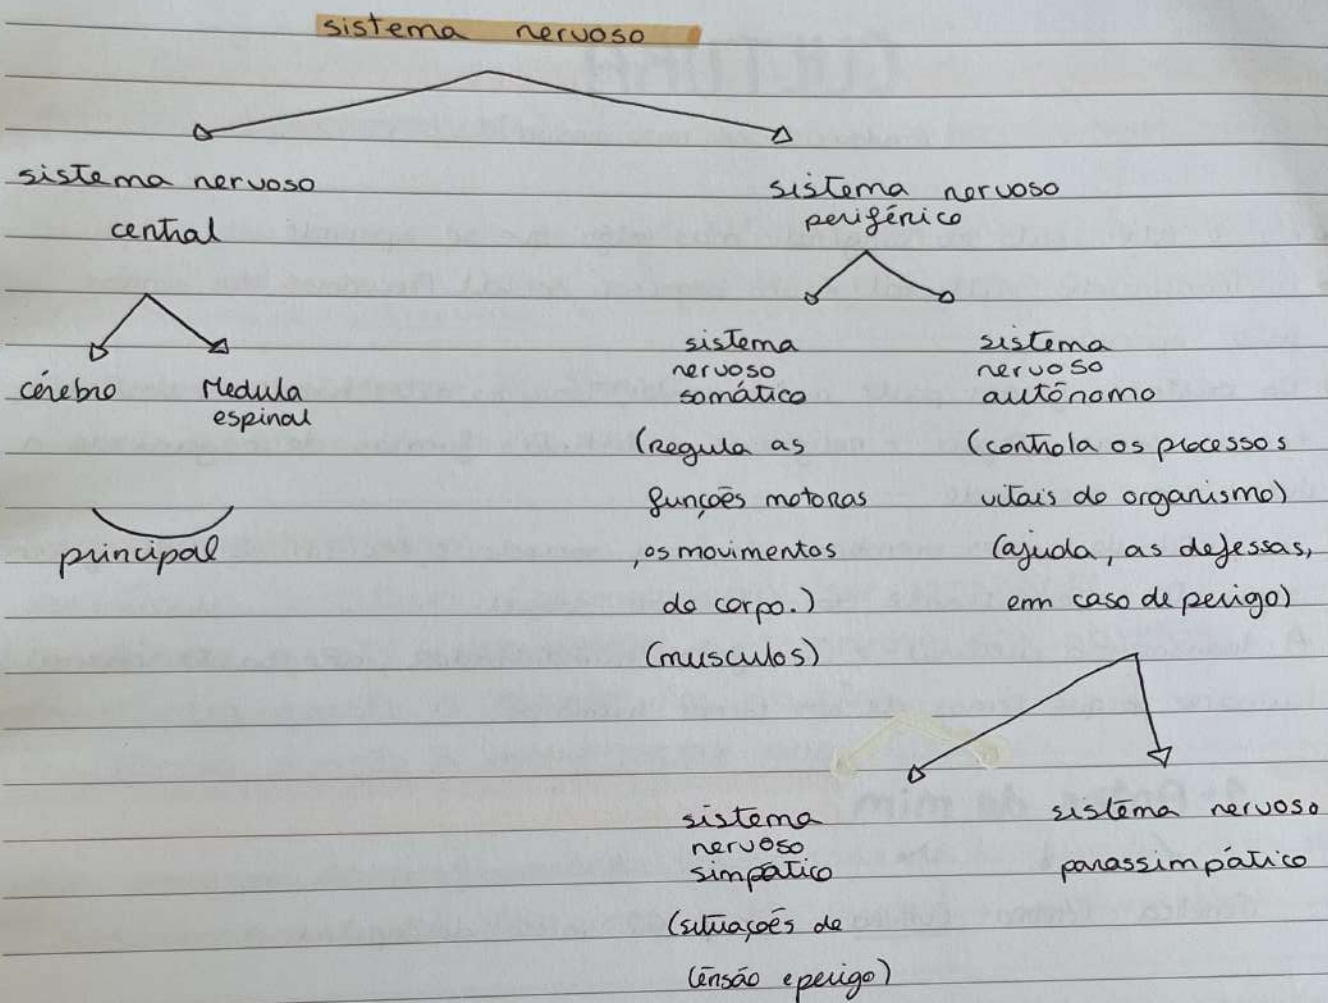 sistema nervoso
sistema nervoso
central
cérebro
Medula
espinal
principal
sistema nervoso
periférico
sistema
nervoso
somático
(regula as
funções motoras
,os movimentos
do corpo.)
(musculos)
sistema
nervoso
autónomo
(controla os processos
vitais do organismo)
(ajuda, as defessas,
em caso de perigo)
sistema
nervoso
simpático
(situações de
tensão e perigo)
sistema nervoso
parassimpático